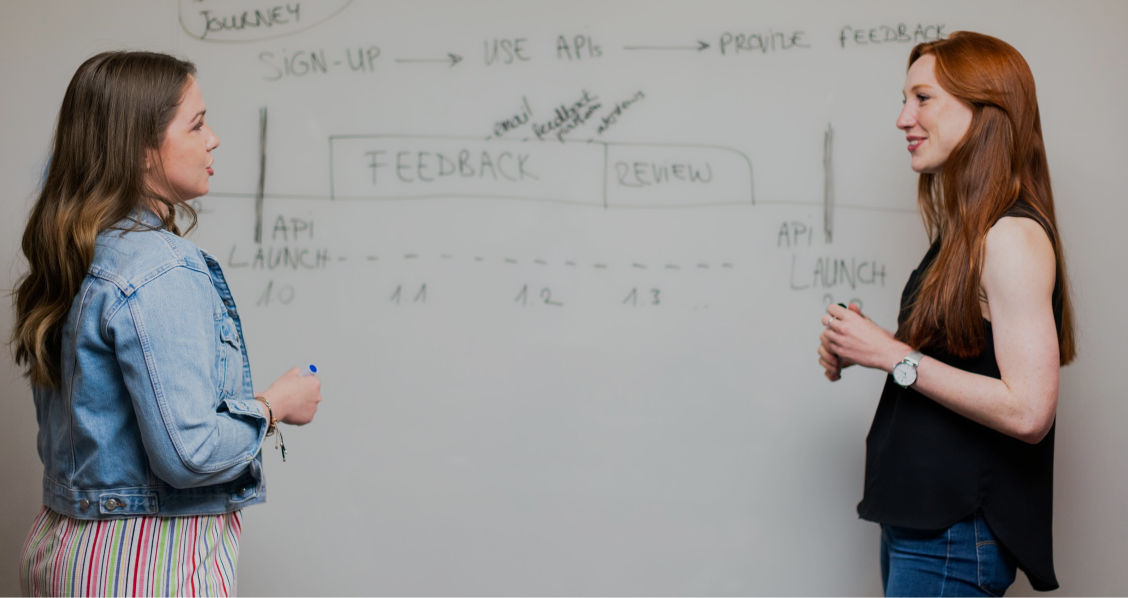 JOURNEY
SIGN-UP → USE APIs → PROVIDE FEEDBACK
email
feedback
FEEDBACK REVIEW
API
LAUNCH
API
LAUNCH
1.0 1.1 1.2 1.3 ...